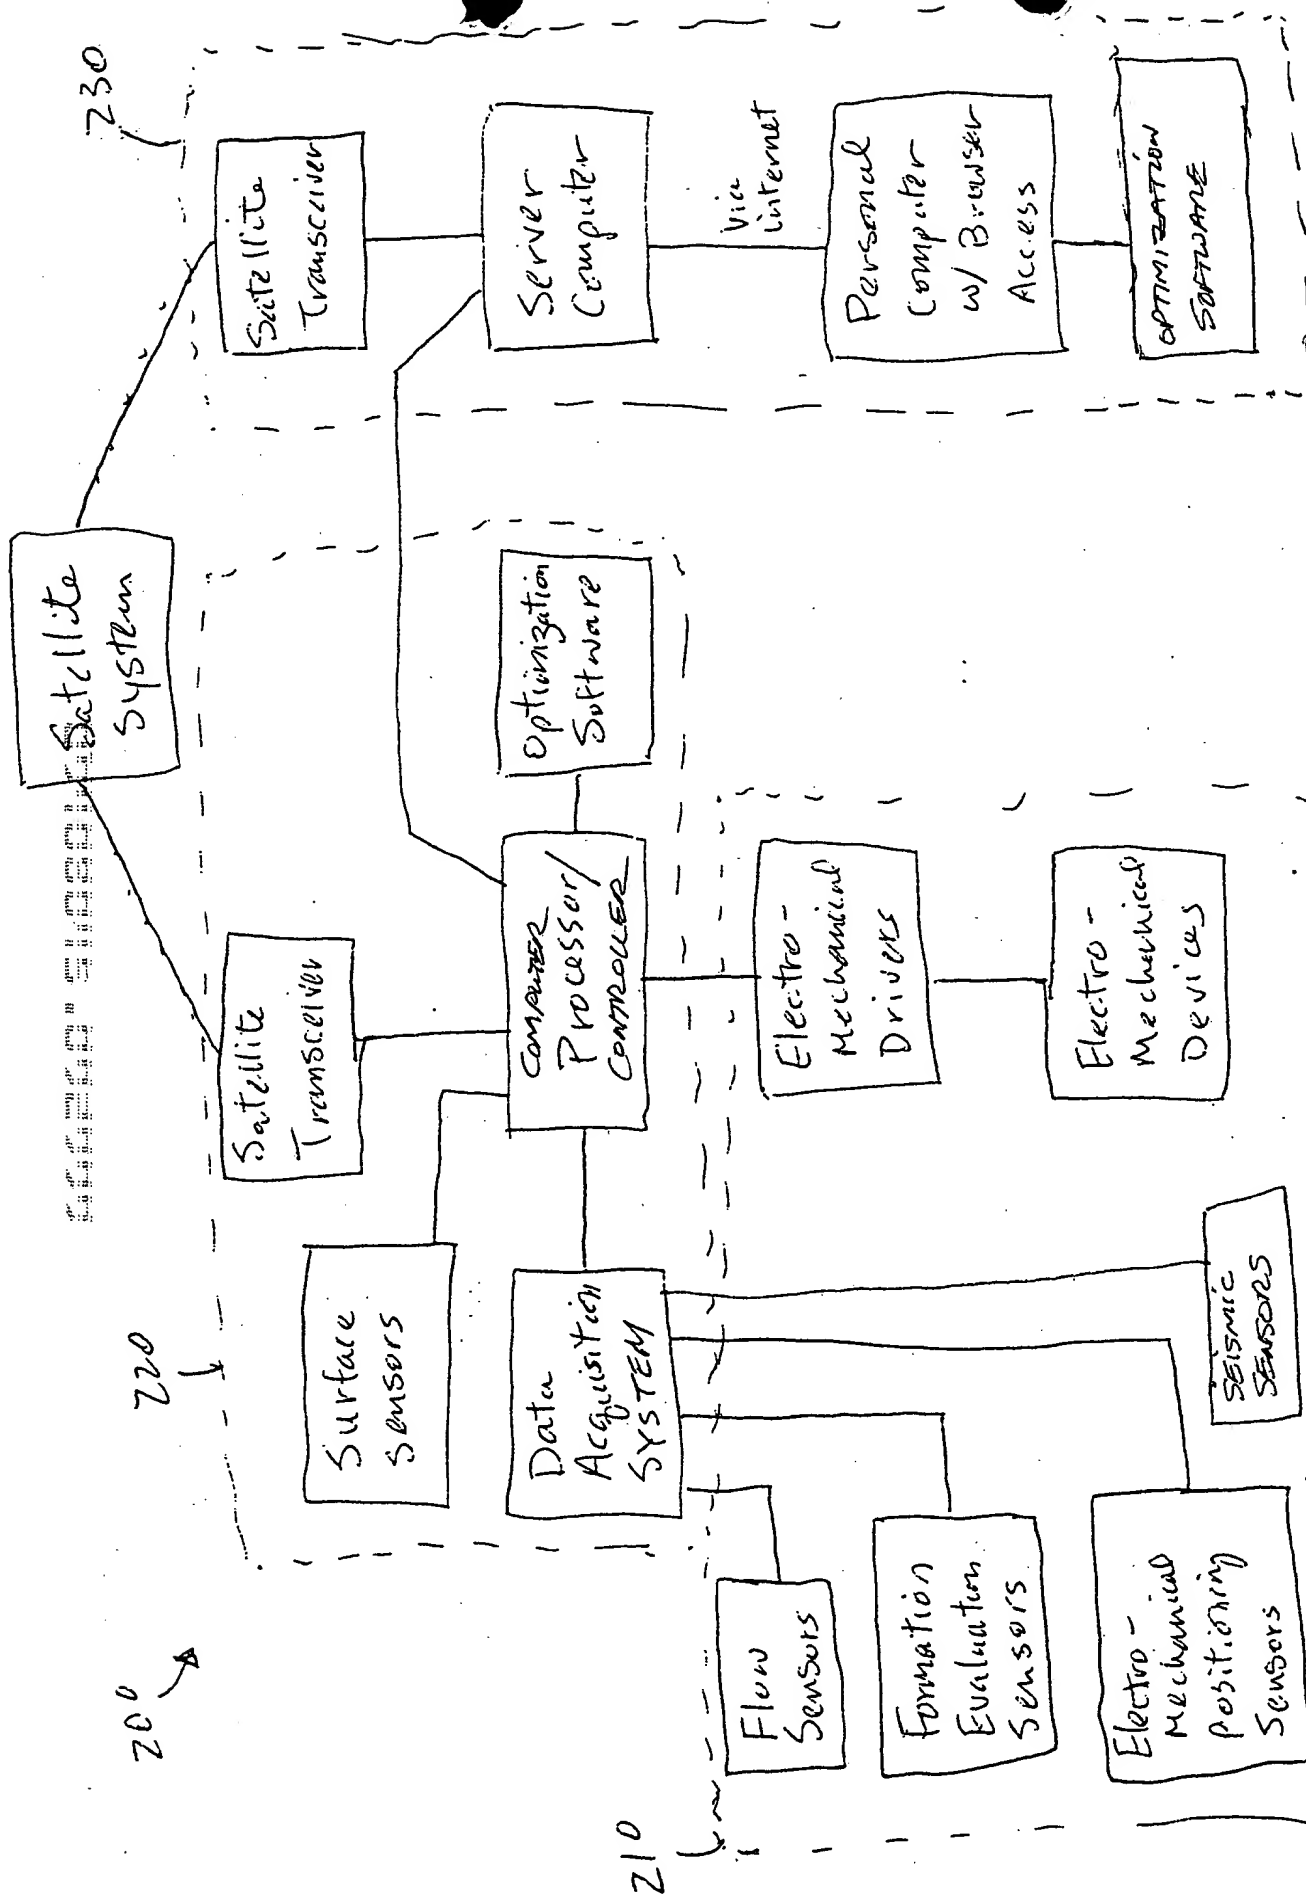 200
210
220
230
Satellite
System
Satellite
Transceiver
Surface
Sensors
Data
Acquisition
SYSTEM
COMPUTER
Processor/
CONTROLLER
Optimization
Software
Flow
Sensors
Formation
Evaluation
Sensors
Electro-
Mechanical
Positioning
Sensors
SEISMIC
SENSORS
Electro-
Mechanical
Drivers
Electro-
Mechanical
Devices
Satellite
Transceiver
Server
Computer
Via
internet
Personal
Computer
w/ Browser
Access
OPTIMIZATION
SOFTWARE